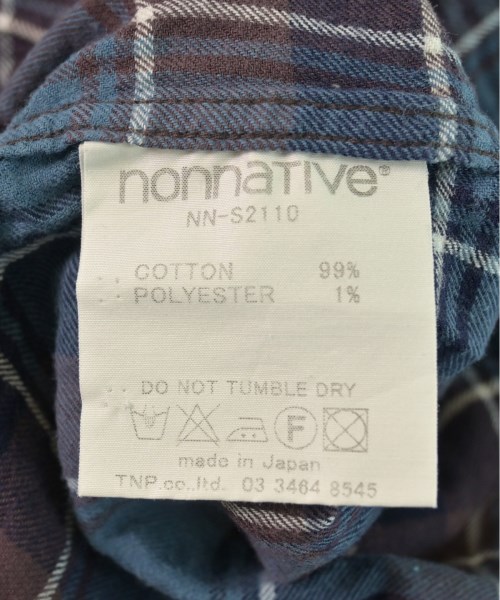 nonnative®
NN-S2110
COTTON 99%
POLYESTER 1%
DO NOT TUMBLE DRY
F
made in Japan
TNP.co.,ltd. 03 3464 8545